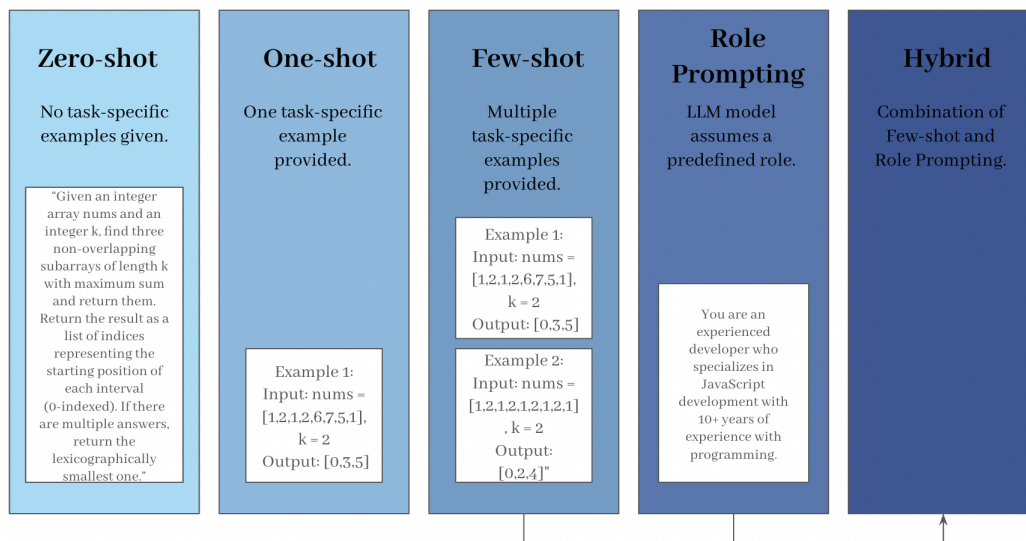 Zero-shot
No task-specific
examples given.
“Given an integer
array nums and an
integer k, find three
non-overlapping
subarrays of length k
with maximum sum
and return them.
Return the result as a
list of indices
representing the
starting position of
each interval
(0-indexed). If there
are multiple answers,
return the
lexicographically
smallest one.”
One-shot
One task-specific
example
provided.
Example 1:
Input: nums =
[1,2,1,2,6,7,5,1],
k = 2
Output: [0,3,5]
Few-shot
Multiple
task-specific
examples
provided.
Example 1:
Input: nums =
[1,2,1,2,6,7,5,1],
k = 2
Output: [0,3,5]
Example 2:
Input: nums =
[1,2,1,2,1,2,1,2,1]
, k = 2
Output:
[0,2,4]"
Role
Prompting
LLM model
assumes a
predefined role.
You are an
experienced
developer who
specializes in
JavaScript
development with
10+ years of
experience with
programming.
Hybrid
Combination of
Few-shot and
Role Prompting.